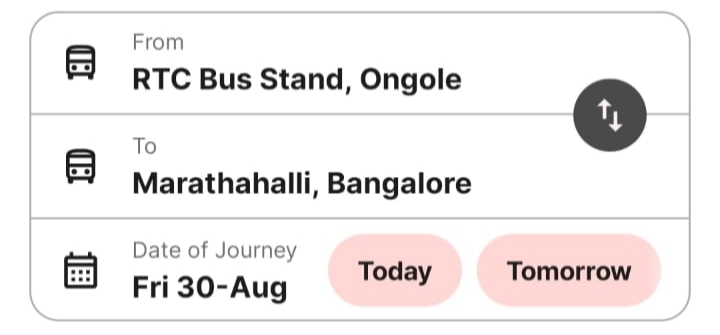 From
RTC Bus Stand, Ongole
To
Marathahalli, Bangalore
Date of Journey
Fri 30-Aug
Today
Tomorrow